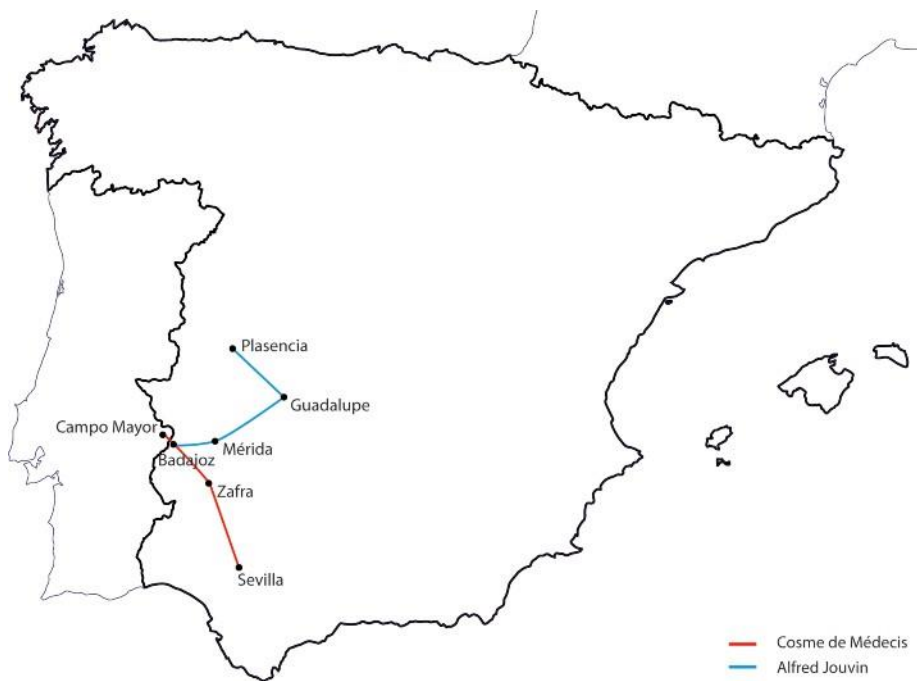 Plasencia
Guadalupe
Campo Mayor
Badajoz
Mérida
Zafra
Sevilla
Cosme de Médecis
Alfred Jouvin